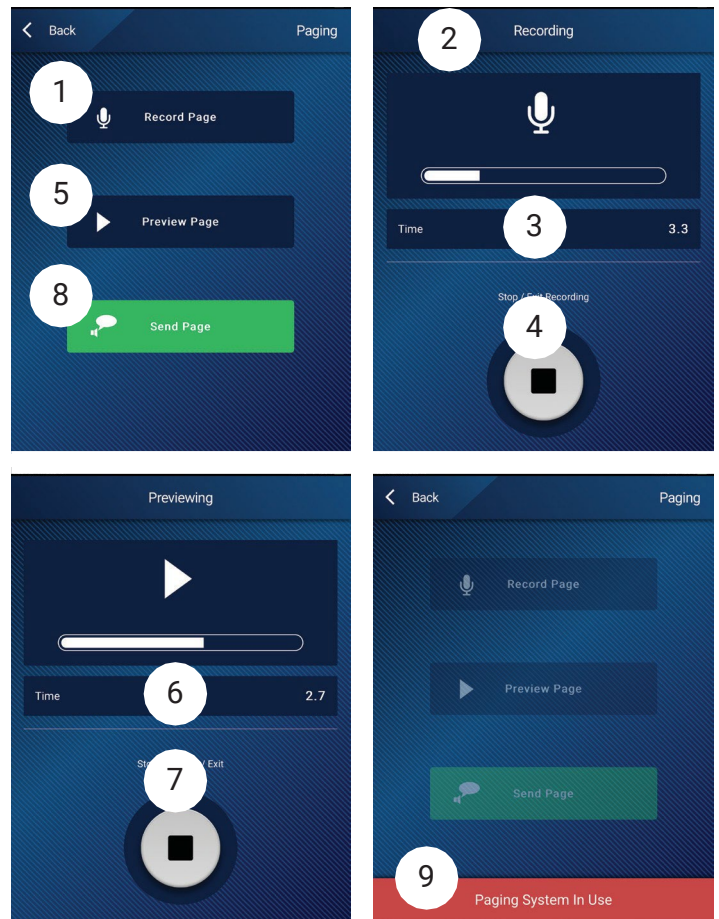 Back
Paging
1
Record Page
5
Preview Page
8
Send Page
2
Recording
Time
3
3.3
Stop / Exit Recording
4
Previewing
Time
6
2.7
/ Exit
7
Back
Paging
Record Page
Preview Page
Send Page
9
Paging System In Use